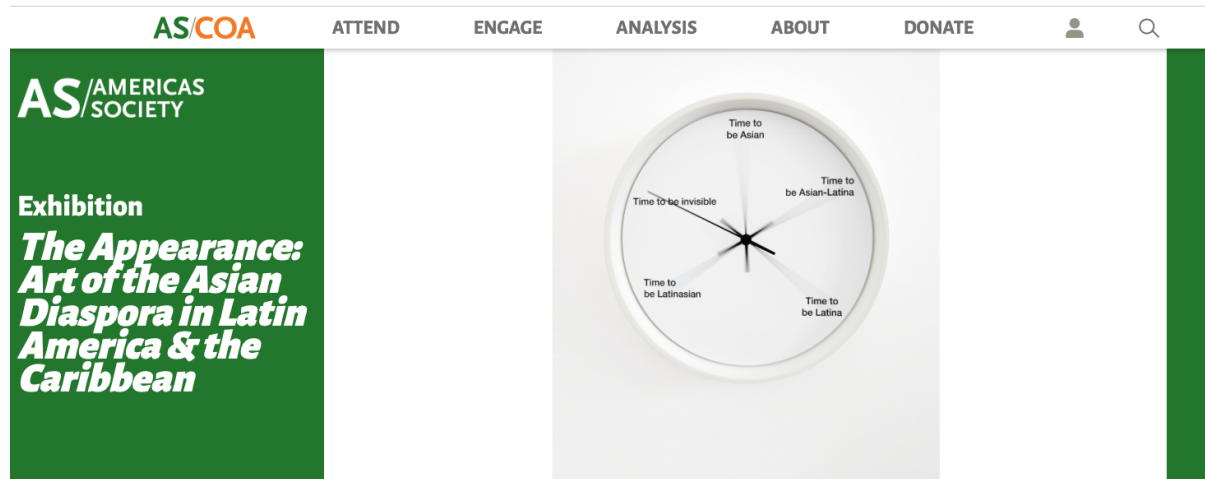 AS/COA
ATTEND
ENGAGE
ANALYSIS
ABOUT
DONATE
AS/AMERICAS
SOCIETY
Exhibition
The Appearance:
Art of the Asian
Diaspora in Latin
America & the
Caribbean
Time to
be Asian
Time to
be Asian-Latina
Time to be invisible
Time to
be Latinasian
Time to
be Latina